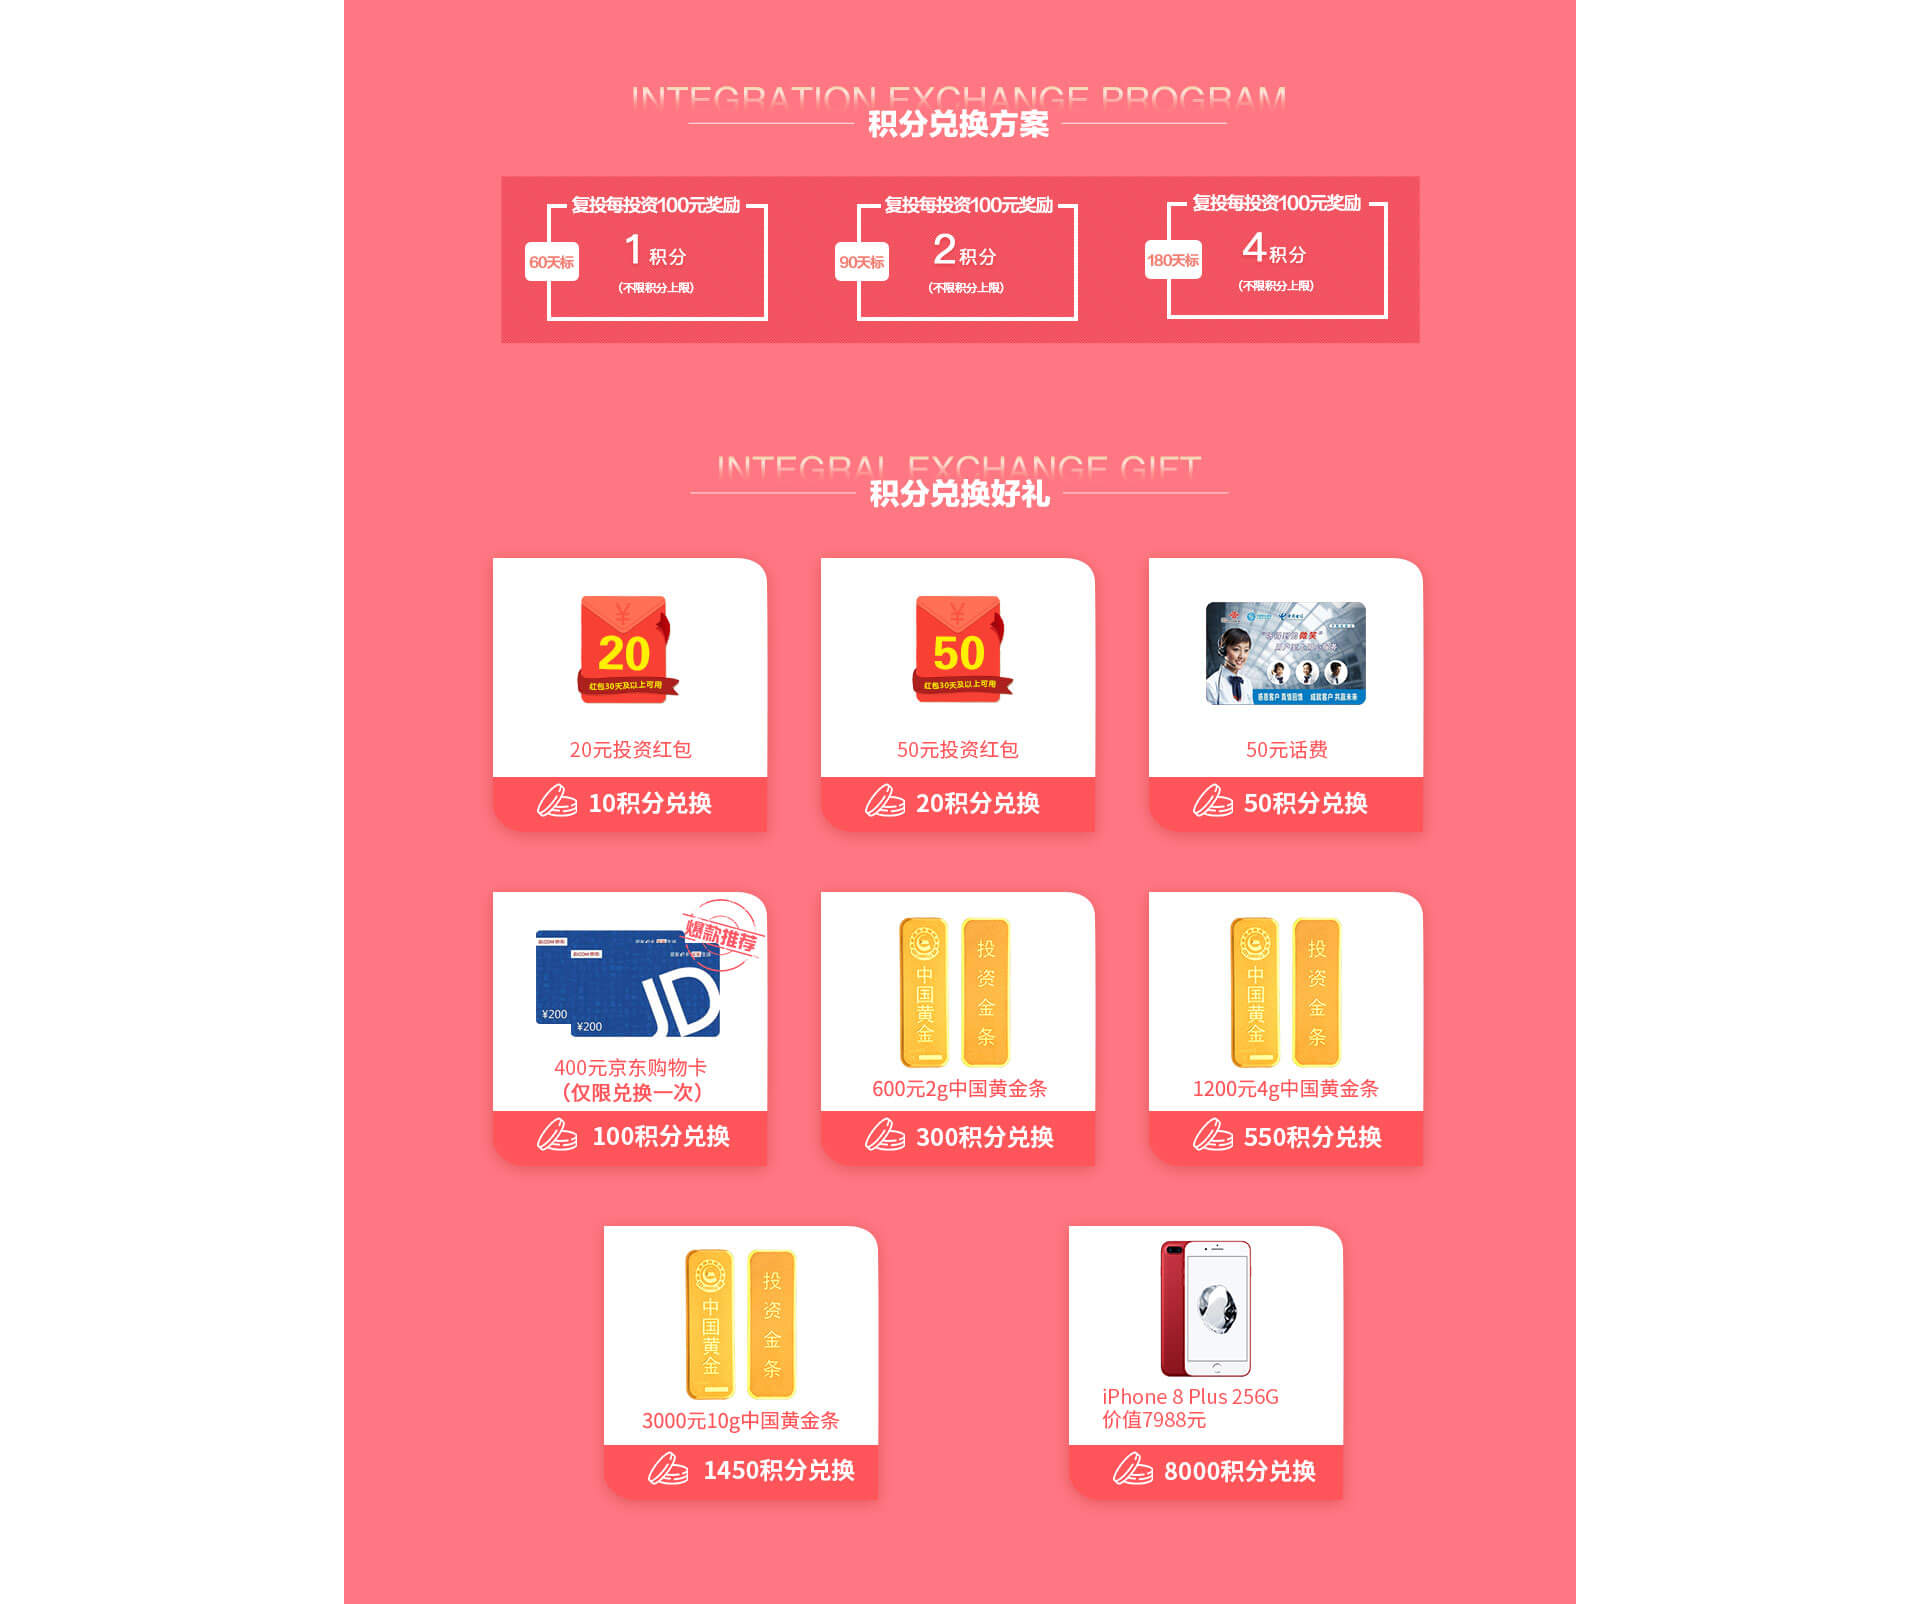 INTEGRATION EXCHANGE PROGRAM
积分兑换方案
复投每投资100元奖励
60天标
1积分
(不限积分上限)
复投每投资100元奖励
90天标
2积分
(不限积分上限)
复投每投资100元奖励
180天标
4积分
(不限积分上限)
INTEGRAL EXCHANGE GIFT
积分兑换好礼
¥
20
红包30天及以上可用
20元投资红包
10积分兑换
¥
50
红包30天及以上可用
50元投资红包
20积分兑换
50元话费
50积分兑换
爆款推荐
JD
¥200
¥200
400元京东购物卡
（仅限兑换一次）
100积分兑换
中国黄金
投资金条
600元2g中国黄金条
300积分兑换
中国黄金
投资金条
1200元4g中国黄金条
550积分兑换
中国黄金
投资金条
3000元10g中国黄金条
1450积分兑换
iPhone 8 Plus 256G
价值7988元
8000积分兑换